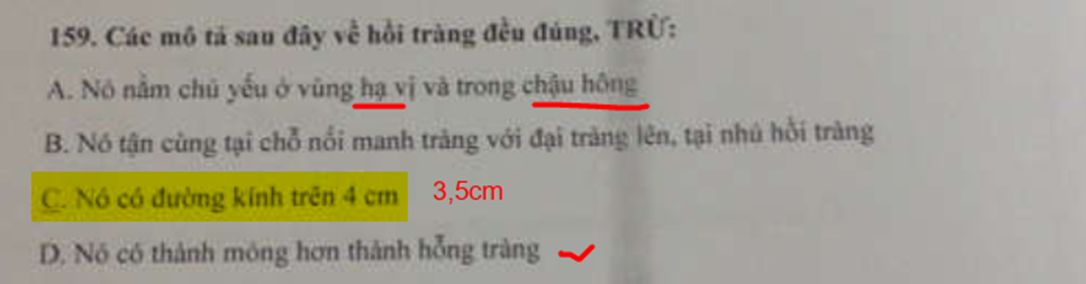 159. Các mô tả sau đây về hồi tràng đều đúng, TRỪ:
A. Nó nằm chủ yếu ở vùng hạ vị và trong chậu hông
B. Nó tận cùng tại chỗ nối manh tràng với đại tràng lên, tại nhú hồi tràng
C. Nó có đường kính trên 4 cm 3,5cm
D. Nó có thành mỏng hơn thành hỗng tràng